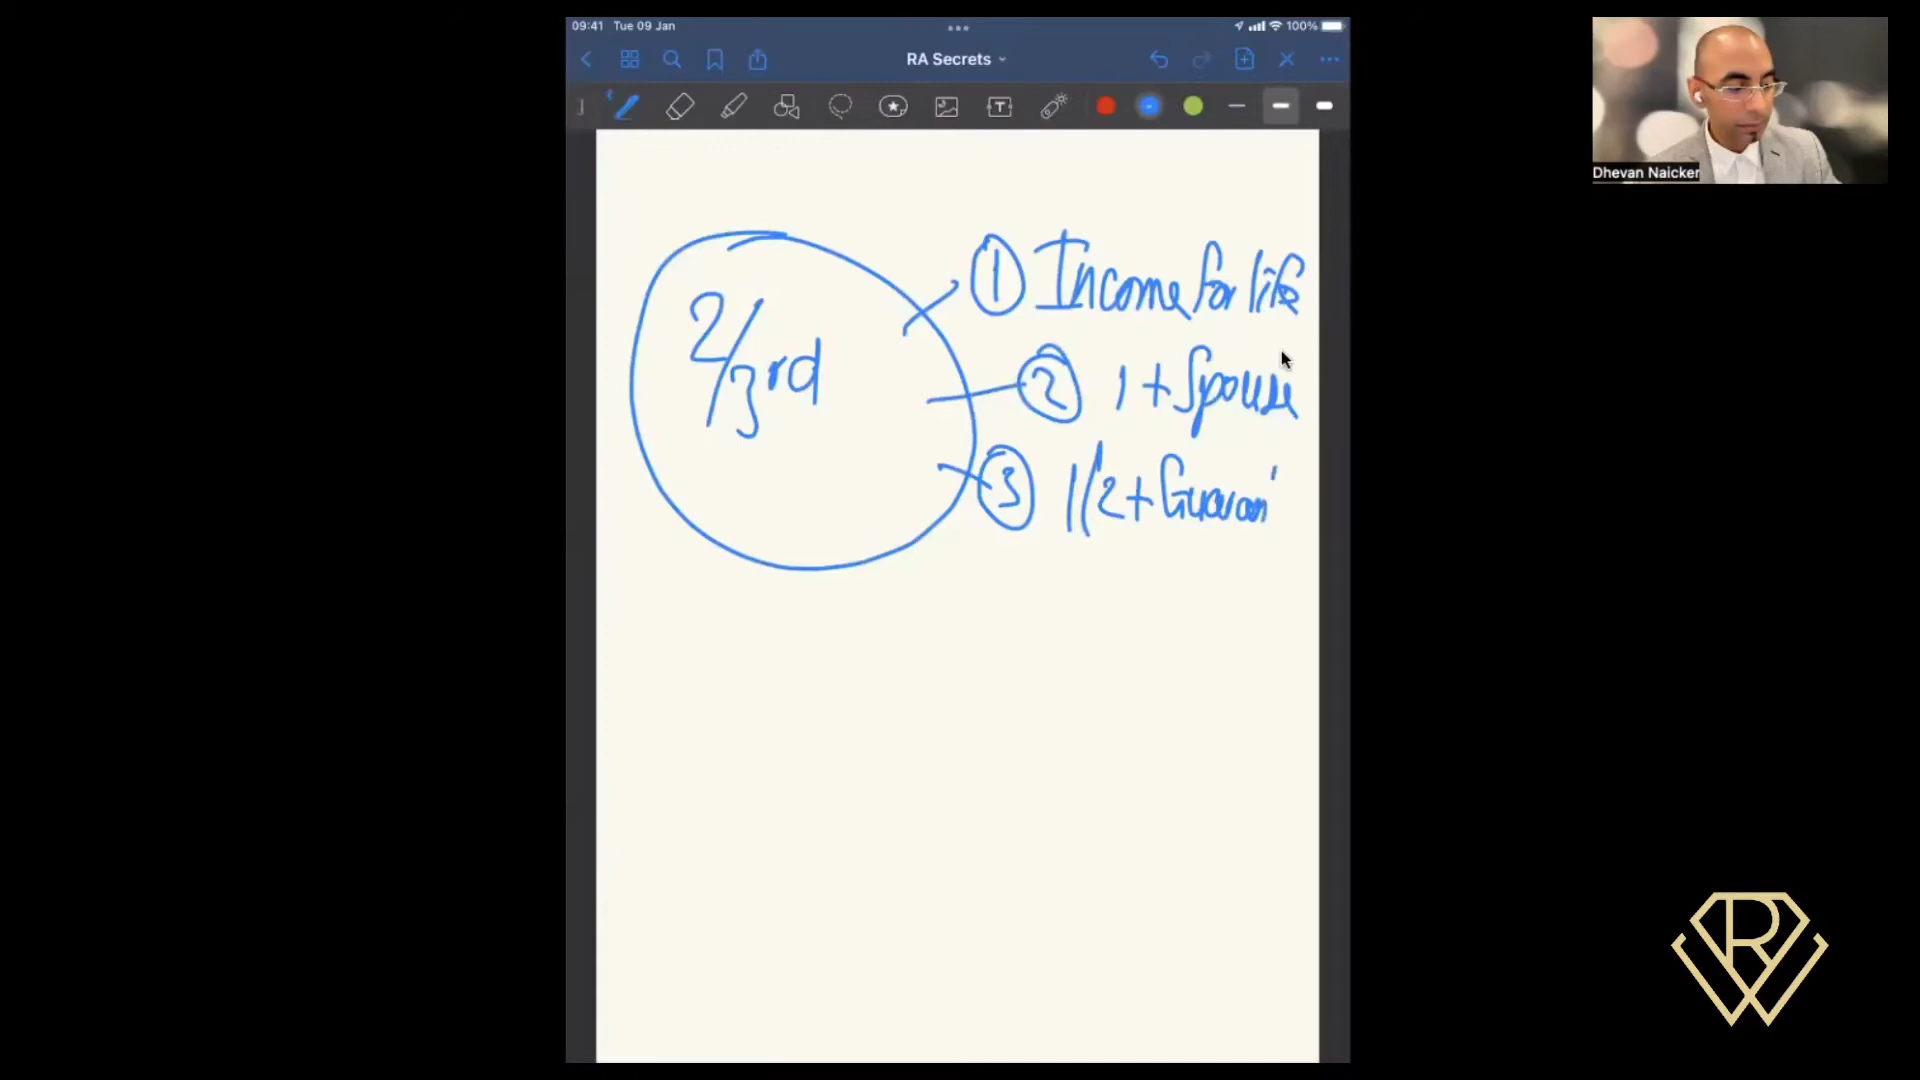 09:41 Tue 09 Jan
100%
RA Secrets
Dhevan Naicker
2/3rd
1 Income for life
2 1 + Spouse
3 1/2 +
RW